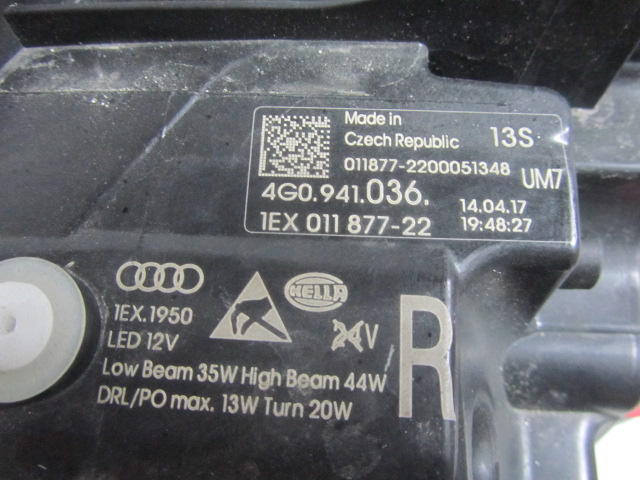 Made in
Czech Republic 13S
011877-2200051348
UM7
4G0.941.036.
14.04.17
1EX 011 877-22 19:48:27
1EX.1950
HELLA
LED 12V
24V
R
Low Beam 35W High Beam 44W
DRL/PO max. 13W Turn 20W